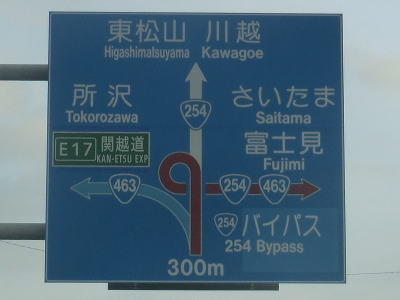 東松山 川越
Higashimatsuyama Kawagoe
254
所沢
Tokorozawa
さいたま
Saitama
富士見
Fujimi
E17 関越道
KAN-ETSU EXP
463
254 463
254 バイパス
254 Bypass
300m